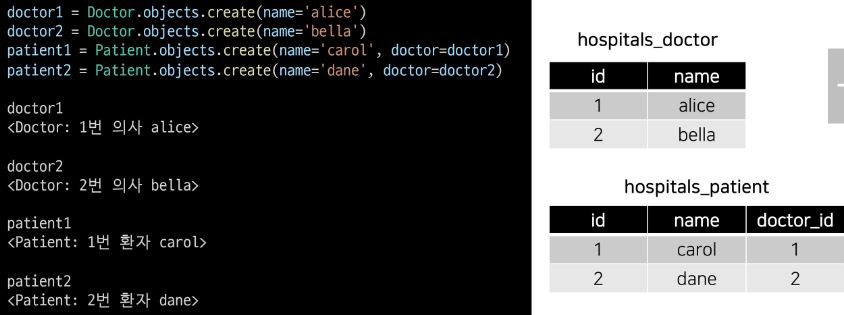 doctor1 = Doctor.objects.create(name='alice')
doctor2 = Doctor.objects.create(name='bella')
patient1 = Patient.objects.create(name='carol', doctor=doctor1)
patient2 = Patient.objects.create(name='dane', doctor=doctor2)
doctor1
<Doctor: 1번 의사 alice>
doctor2
<Doctor: 2번 의사 bella>
patient1
<Patient: 1번 환자 carol>
patient2
<Patient: 2번 환자 dane>
hospitals_doctor
id name
1 alice
2 bella
hospitals_patient
id name doctor_id
1 carol 1
2 dane 2